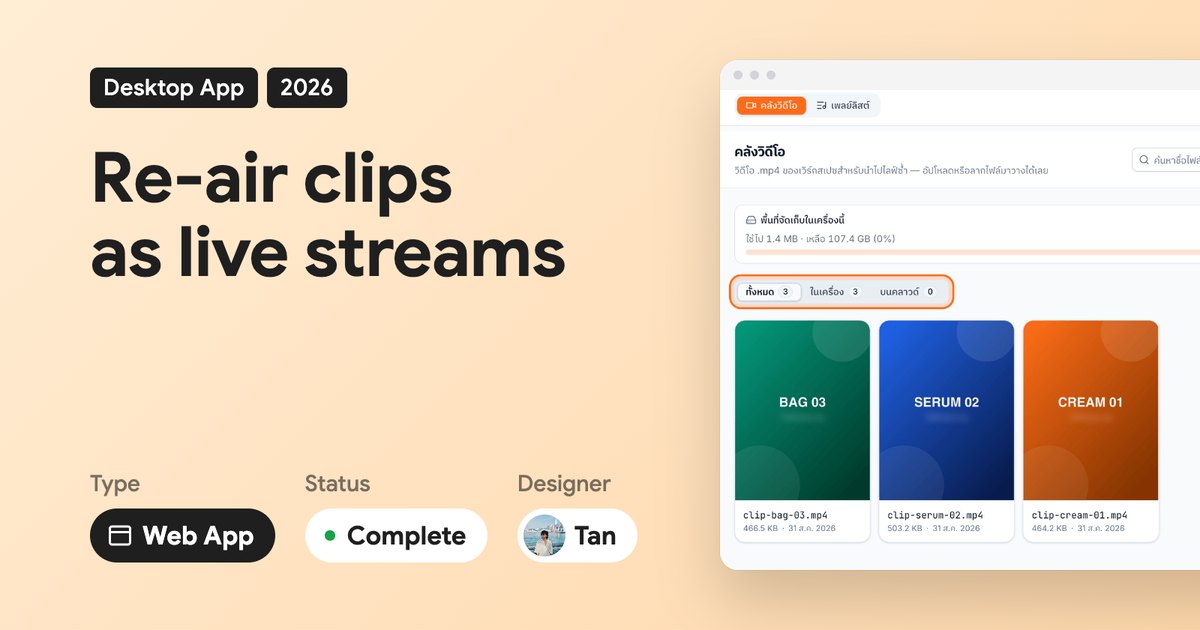 Desktop App
2026
Re-air clips
as live streams
Type
Web App
Status
Complete
Designer
Tan
คลังวิดีโอ
เพลย์ลิสต์
คลังวิดีโอ
วิดีโอ .mp4 ของเวิร์กสเปซสำหรับนำไปไลฟ์ซ้ำ — อัปโหลดหรือลากไฟล์มาวางได้เลย
ค้นหาชื่อไฟล์
พื้นที่จัดเก็บในเครื่องนี้
ใช้ไป 1.4 MB · เหลือ 107.4 GB (0%)
ทั้งหมด 3
ในเครื่อง 3
บนคลาวด์ 0
BAG 03
SERUM 02
CREAM 01
clip-bag-03.mp4
466.5 KB · 31 ส.ค. 2026
clip-serum-02.mp4
503.2 KB · 31 ส.ค. 2026
clip-cream-01.mp4
464.2 KB · 31 ส.ค. 2026